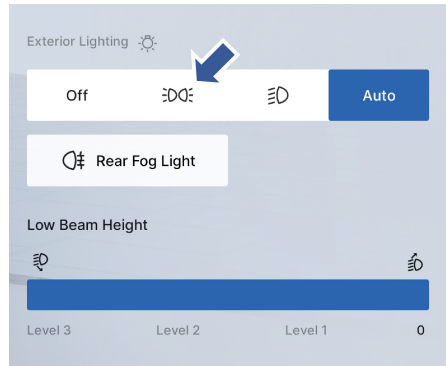 Exterior Lighting
Off Auto
Rear Fog Light
Low Beam Height
Level 3 Level 2 Level 1 0